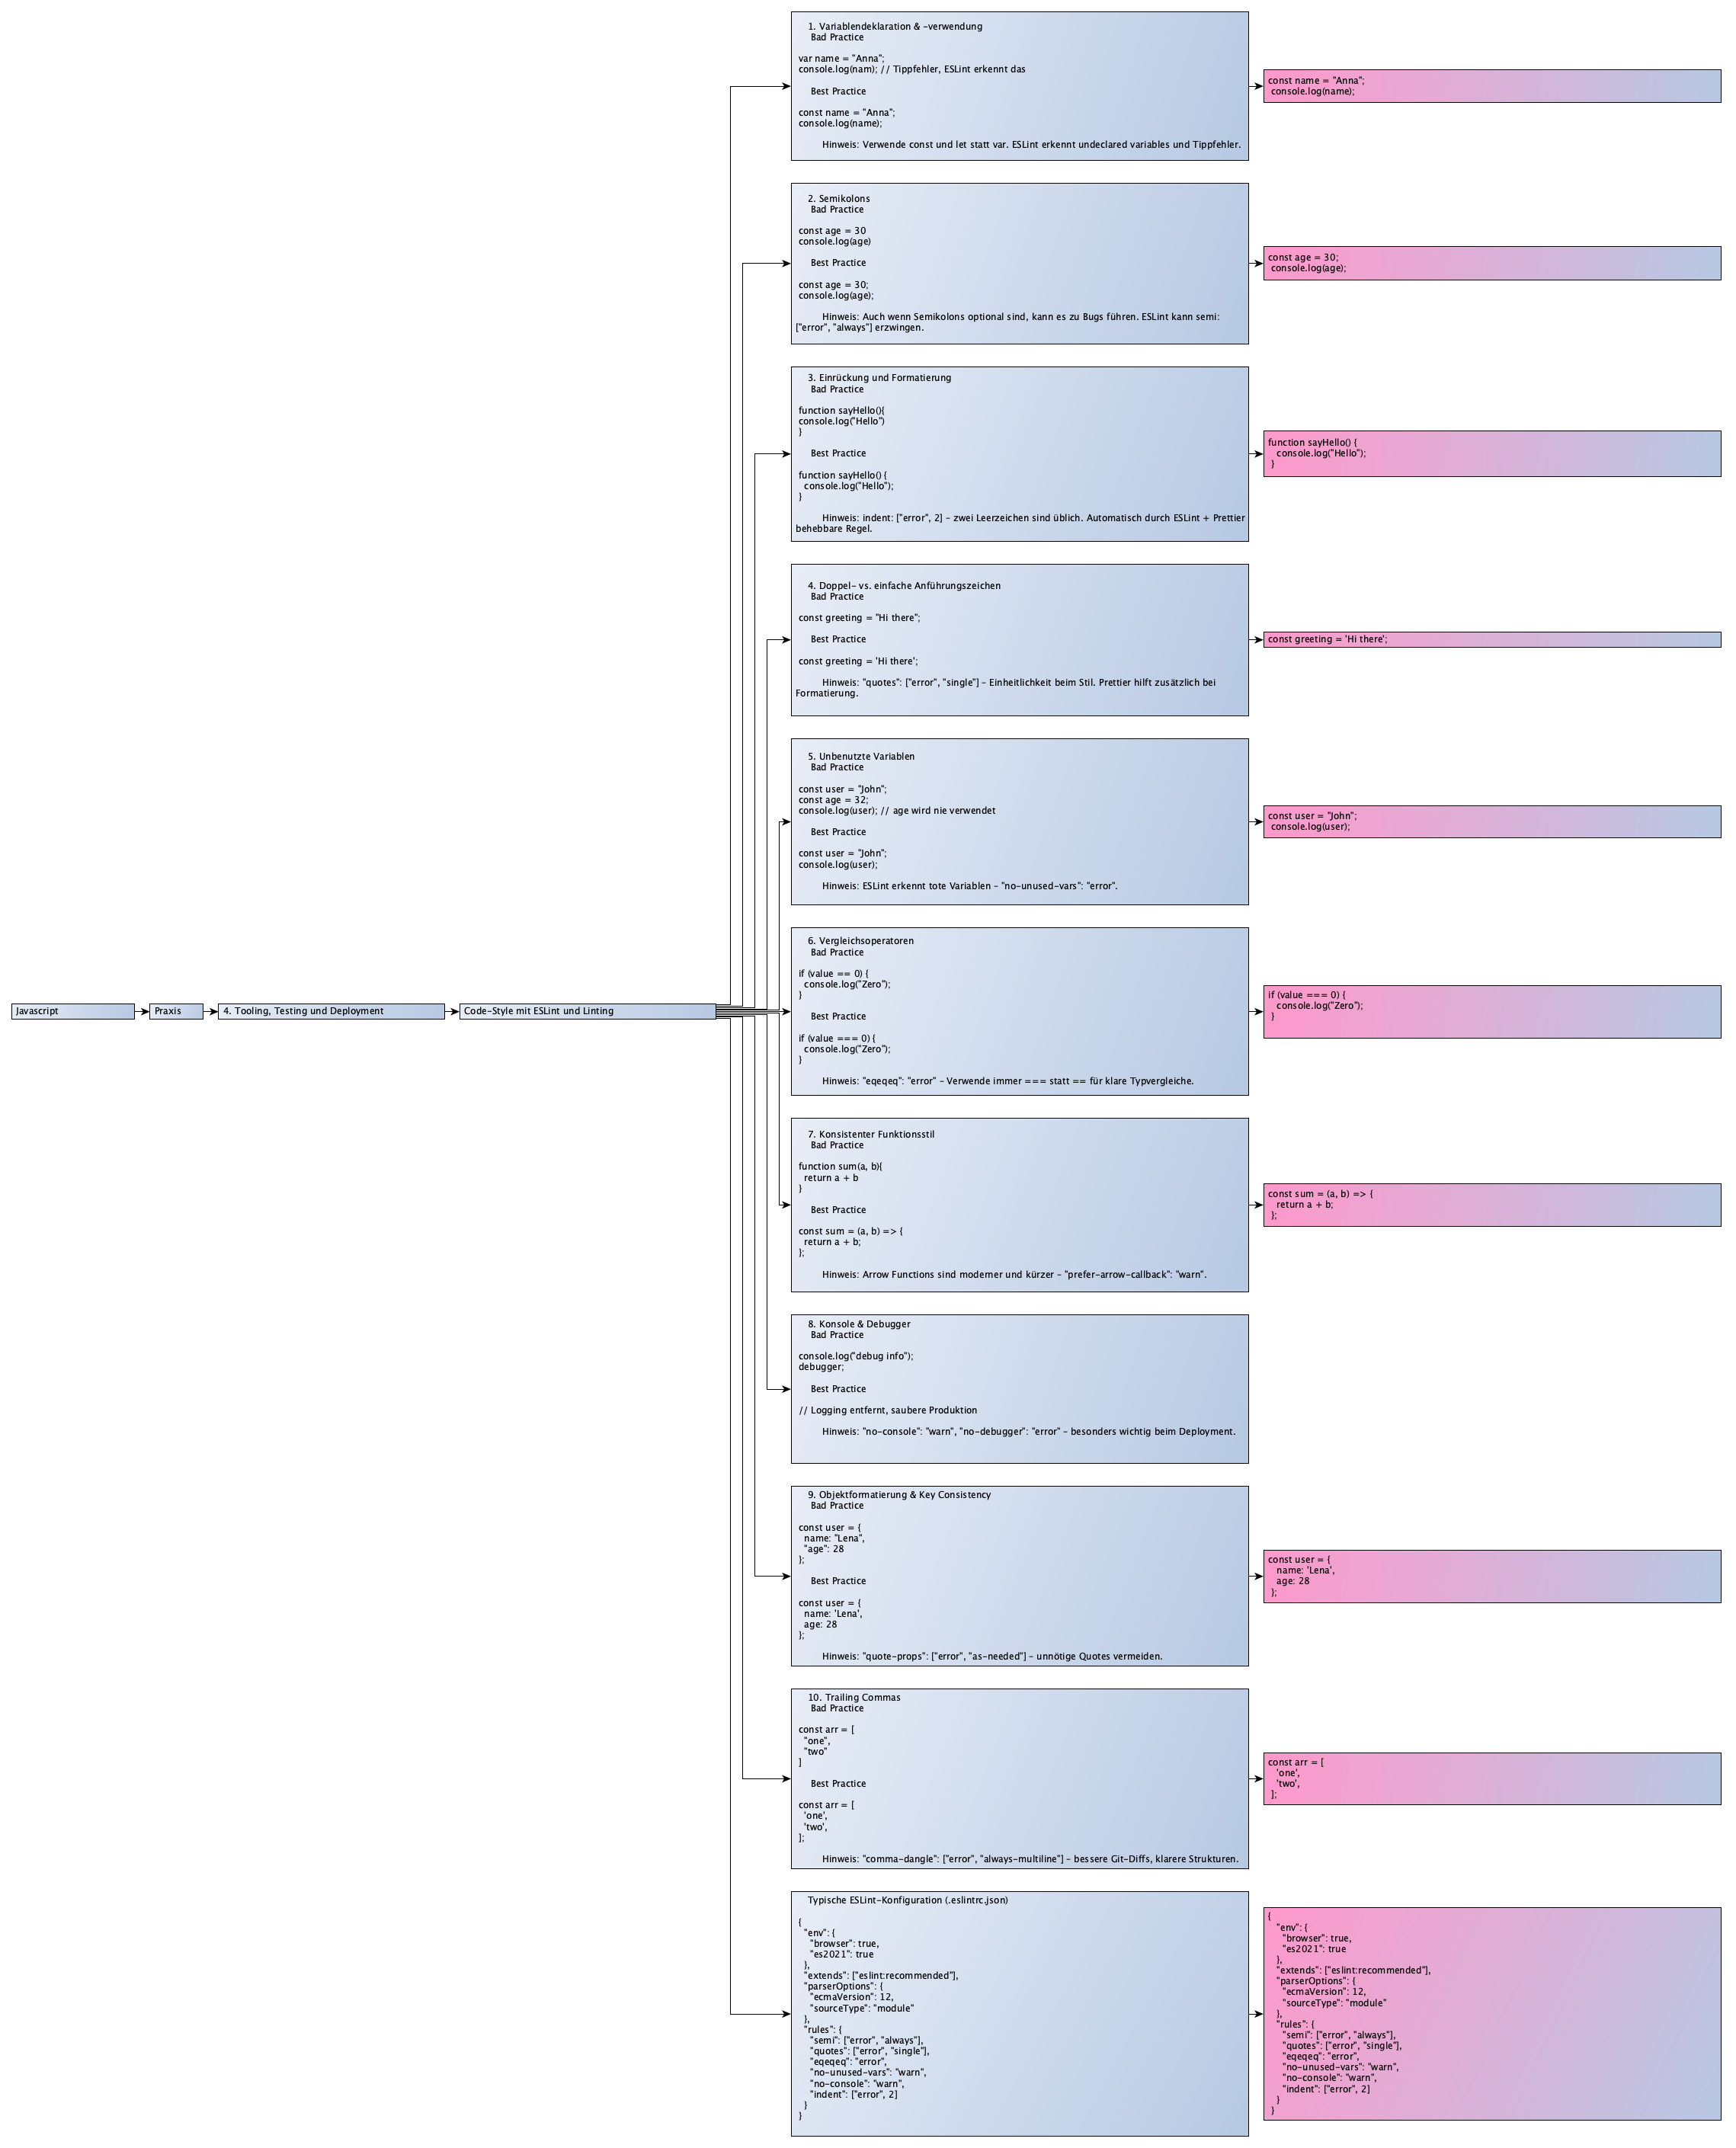 Javascript
Praxis
4. Tooling, Testing und Deployment
Code-Style mit ESLint und Linting
1. Variablendeklaration & -verwendung
Bad Practice
var name = "Anna";
console.log(nam); // Tippfehler, ESLint erkennt das
Best Practice
const name = "Anna";
console.log(name);
Hinweis: Verwende const und let statt var. ESLint erkennt undeclared variables und Tippfehler.
const name = "Anna";
console.log(name);
2. Semikolons
Bad Practice
const age = 30
console.log(age)
Best Practice
const age = 30;
console.log(age);
Hinweis: Auch wenn Semikolons optional sind, kann es zu Bugs führen. ESLint kann semi:
["error", "always"] erzwingen.
const age = 30;
console.log(age);
3. Einrückung und Formatierung
Bad Practice
function sayHello(){
console.log("Hello")
}
Best Practice
function sayHello() {
console.log("Hello");
}
Hinweis: indent: ["error", 2] – zwei Leerzeichen sind üblich. Automatisch durch ESLint + Prettier
behebbare Regel.
function sayHello() {
console.log("Hello");
}
4. Doppel- vs. einfache Anführungszeichen
Bad Practice
const greeting = "Hi there";
Best Practice
const greeting = 'Hi there';
Hinweis: "quotes": ["error", "single"] – Einheitlichkeit beim Stil. Prettier hilft zusätzlich bei
Formatierung.
const greeting = 'Hi there';
5. Unbenutzte Variablen
Bad Practice
const user = "John";
const age = 32;
console.log(user); // age wird nie verwendet
Best Practice
const user = "John";
console.log(user);
Hinweis: ESLint erkennt tote Variablen – "no-unused-vars": "error".
const user = "John";
console.log(user);
6. Vergleichsoperatoren
Bad Practice
if (value == 0) {
console.log("Zero");
}
Best Practice
if (value === 0) {
console.log("Zero");
}
Hinweis: "eqeqeq": "error" – Verwende immer === statt == für klare Typvergleiche.
if (value === 0) {
console.log("Zero");
}
7. Konsistenter Funktionsstil
Bad Practice
function sum(a, b){
return a + b
}
Best Practice
const sum = (a, b) => {
return a + b;
};
Hinweis: Arrow Functions sind moderner und kürzer – "prefer-arrow-callback": "warn".
const sum = (a, b) => {
return a + b;
};
8. Konsole & Debugger
Bad Practice
console.log("debug info");
debugger;
Best Practice
// Logging entfernt, saubere Produktion
Hinweis: "no-console": "warn", "no-debugger": "error" – besonders wichtig beim Deployment.
9. Objektformatierung & Key Consistency
Bad Practice
const user = {
name: "Lena",
"age": 28
};
Best Practice
const user = {
name: 'Lena',
age: 28
};
Hinweis: "quote-props": ["error", "as-needed"] – unnötige Quotes vermeiden.
const user = {
name: 'Lena',
age: 28
};
10. Trailing Commas
Bad Practice
const arr = [
"one",
"two"
]
Best Practice
const arr = [
'one',
'two',
];
Hinweis: "comma-dangle": ["error", "always-multiline"] – bessere Git-Diffs, klarere Strukturen.
const arr = [
'one',
'two',
];
Typische ESLint-Konfiguration (.eslintrc.json)
{
"env": {
"browser": true,
"es2021": true
},
"extends": ["eslint:recommended"],
"parserOptions": {
"ecmaVersion": 12,
"sourceType": "module"
},
"rules": {
"semi": ["error", "always"],
"quotes": ["error", "single"],
"eqeqeq": "error",
"no-unused-vars": "warn",
"no-console": "warn",
"indent": ["error", 2]
}
}
{
"env": {
"browser": true,
"es2021": true
},
"extends": ["eslint:recommended"],
"parserOptions": {
"ecmaVersion": 12,
"sourceType": "module"
},
"rules": {
"semi": ["error", "always"],
"quotes": ["error", "single"],
"eqeqeq": "error",
"no-unused-vars": "warn",
"no-console": "warn",
"indent": ["error", 2]
}
}